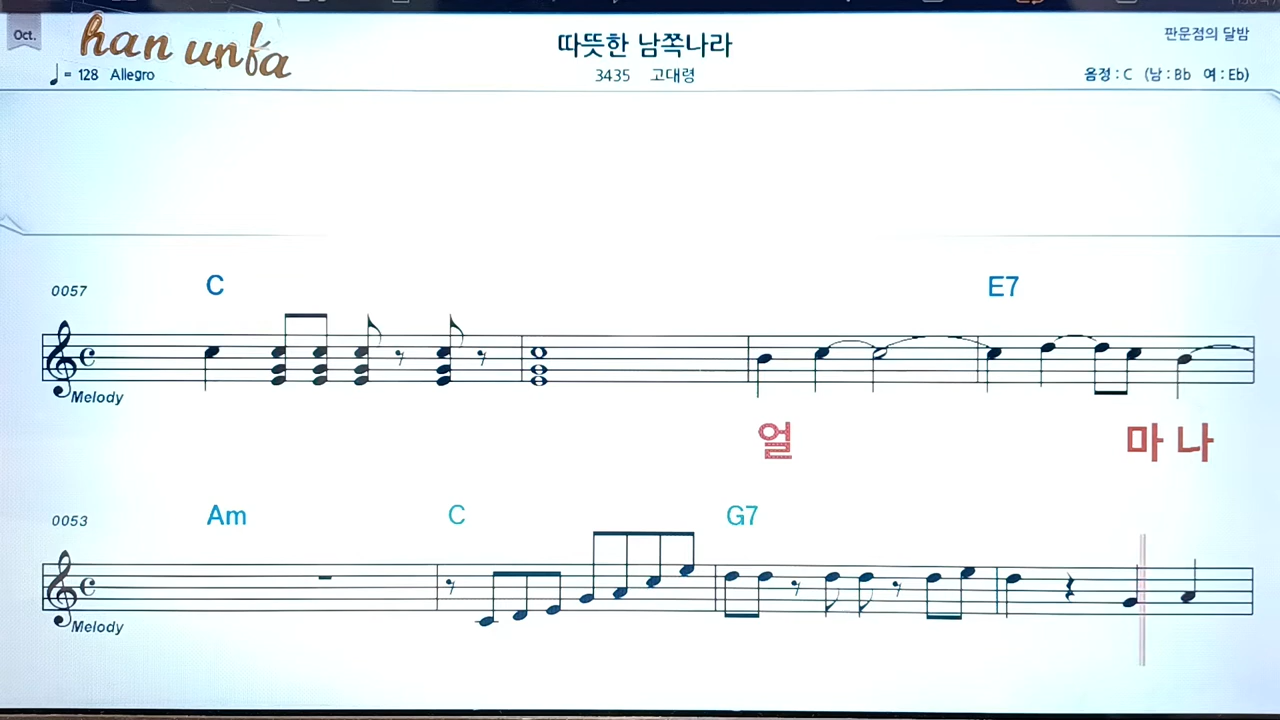 Oct.
han unfa
따뜻한 남쪽나라
판문점의 달밤
= 128 Allegro
3435 고대령
음정 : C (남 : Bb 여 : Eb)
0057
C
E7
Melody
얼 마 나
0053
Am C G7
Melody